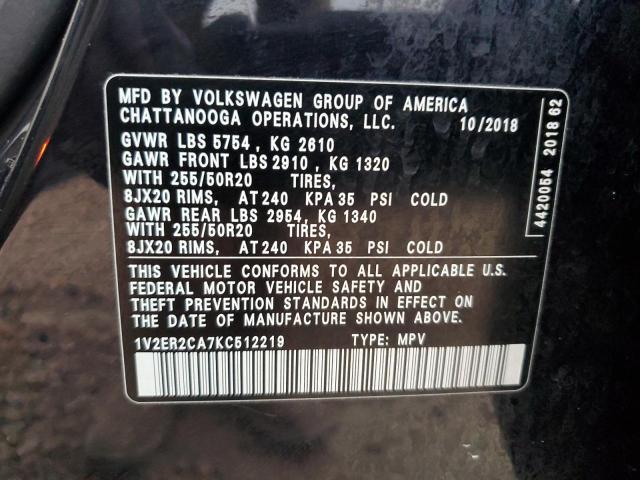 MFD BY VOLKSWAGEN GROUP OF AMERICA
CHATTANOOGA OPERATIONS, LLC. 10/2018
GVWR LBS 5754 , KG 2610
GAWR FRONT LBS 2910 , KG 1320
WITH 255/50R20 TIRES,
8JX20 RIMS, AT 240 KPA 35 PSI COLD
GAWR REAR LBS 2954, KG 1340
WITH 255/50R20 TIRES,
8JX20 RIMS, AT 240 KPA 35 PSI COLD
THIS VEHICLE CONFORMS TO ALL APPLICABLE U.S.
FEDERAL MOTOR VEHICLE SAFETY AND
THEFT PREVENTION STANDARDS IN EFFECT ON
THE DATE OF MANUFACTURE SHOWN ABOVE.
1V2ER2CA7KC512219 TYPE: MPV
4420054 2018 62